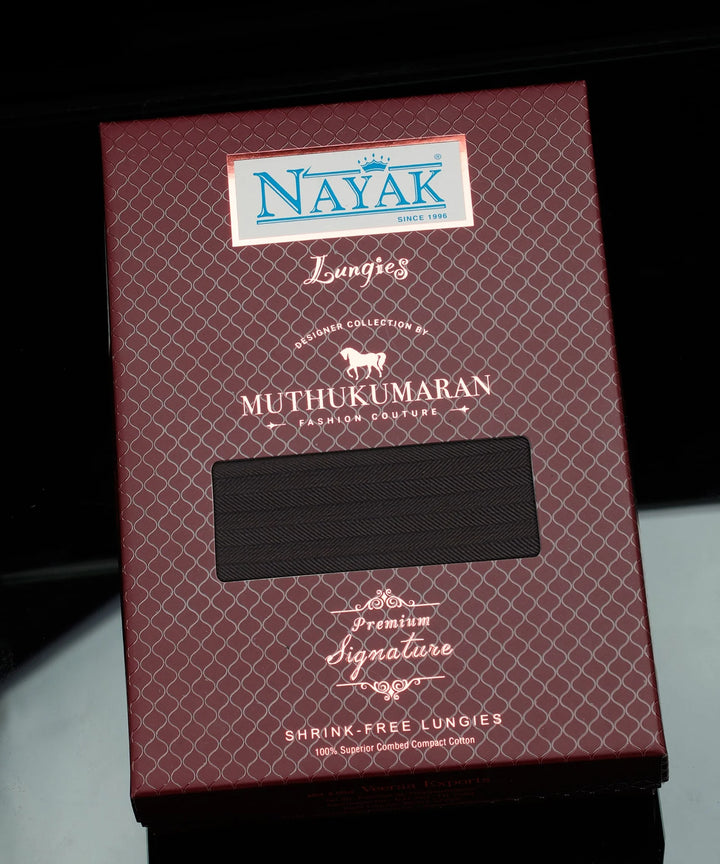 NAYAK®
SINCE 1996
Lungies
DESIGNER COLLECTION BY
MUTHUKUMARAN
FASHION COUTURE
Premium
Signature
SHRINK-FREE LUNGIES
100% Superior Combed Compact Cotton
Exports